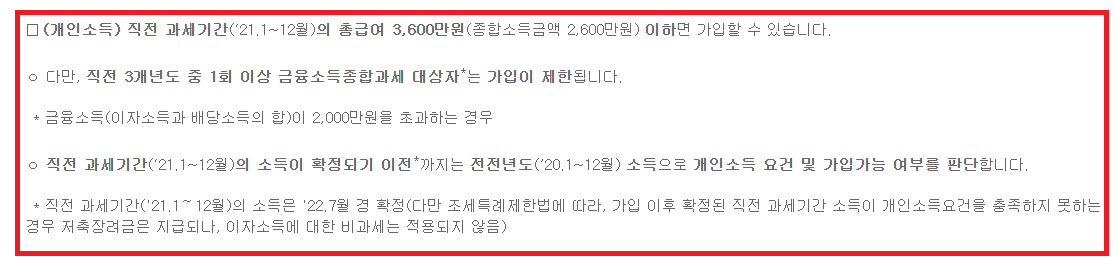 □ (개인소득) 직전 과세기간('21.1~12월)의 총급여 3,600만원(종합소득금액 2,600만원) 이하면 가입할 수 있습니다.
ㅇ 다만, 직전 3개년도 중 1회 이상 금융소득종합과세 대상자*는 가입이 제한됩니다.
* 금융소득(이자소득과 배당소득의 합)이 2,000만원을 초과하는 경우
ㅇ 직전 과세기간('21.1~12월)의 소득이 확정되기 이전*까지는 전전년도('20.1~12월) 소득으로 개인소득 요건 및 가입가능 여부를 판단합니다.
* 직전 과세기간('21.1~12월)의 소득은 '22.7월 경 확정(다만 조세특례제한법에 따라, 가입 이후 확정된 직전 과세기간 소득이 개인소득요건을 충족하지 못하는
경우 저축장려금은 지급되나, 이자소득에 대한 비과세는 적용되지 않음)